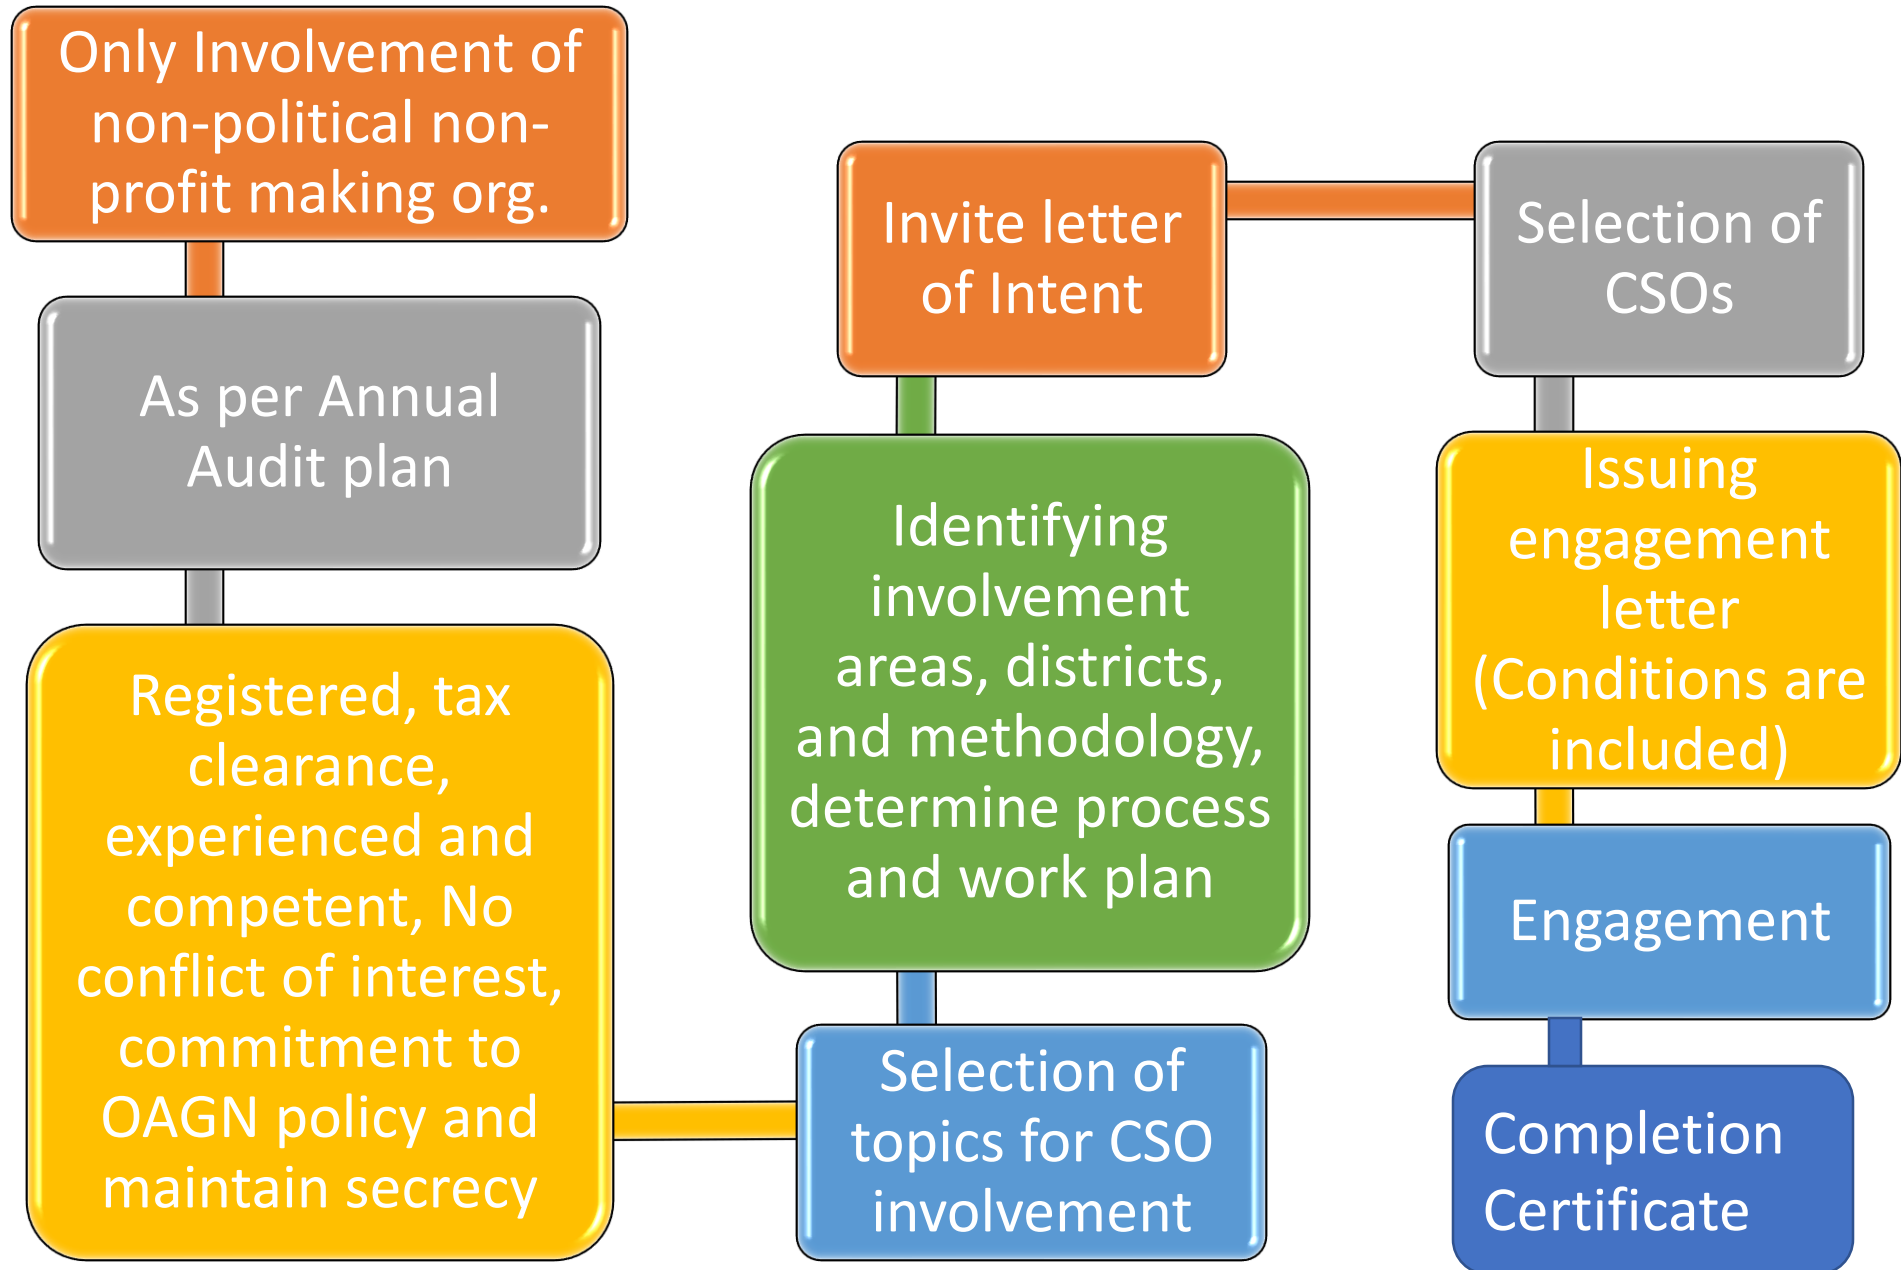 Only Involvement of
non-political non-
profit making org.
As per Annual
Audit plan
Registered, tax
clearance,
experienced and
competent, No
conflict of interest,
commitment to
OAGN policy and
maintain secrecy
Selection of
topics for CSO
involvement
Identifying
involvement
areas, districts,
and methodology,
determine process
and work plan
Invite letter
of Intent
Selection of
CSOs
Issuing
engagement
letter
(Conditions are
included)
Engagement
Completion
Certificate